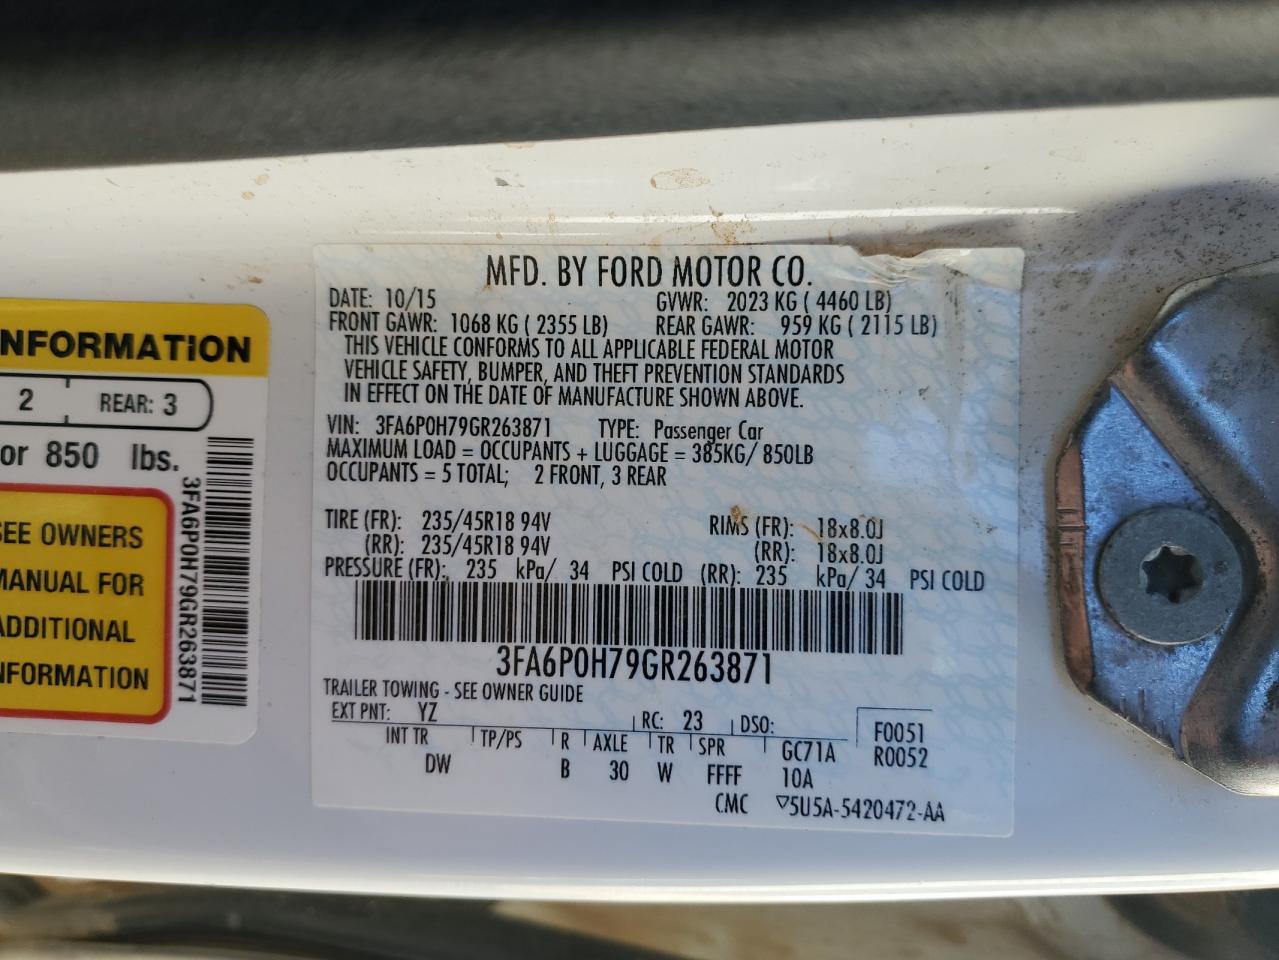 NFORMATION
2 REAR: 3
or 850 lbs.
SEE OWNERS
MANUAL FOR
ADDITIONAL
INFORMATION
3FA6P0H79GR263871
MFD. BY FORD MOTOR CO.
DATE: 10/15 GVWR: 2023 KG ( 4460 LB)
FRONT GAWR: 1068 KG ( 2355 LB) REAR GAWR: 959 KG ( 2115 LB)
THIS VEHICLE CONFORMS TO ALL APPLICABLE FEDERAL MOTOR
VEHICLE SAFETY, BUMPER, AND THEFT PREVENTION STANDARDS
IN EFFECT ON THE DATE OF MANUFACTURE SHOWN ABOVE.
VIN: 3FA6P0H79GR263871 TYPE: Passenger Car
MAXIMUM LOAD = OCCUPANTS + LUGGAGE = 385KG/ 850LB
OCCUPANTS = 5 TOTAL; 2 FRONT, 3 REAR
TIRE (FR): 235/45R18 94V RIMS (FR): 18x8.0J
(RR): 235/45R18 94V (RR): 18x8.0J
PRESSURE (FR): 235 kPa/ 34 PSI COLD (RR): 235 kPa/ 34 PSI COLD
3FA6P0H79GR263871
TRAILER TOWING - SEE OWNER GUIDE
EXT PNT: YZ RC: 23 DSO: F0051
INT TR TP/PS R AXLE TR SPR GC71A R0052
DW B 30 W FFFF 10A
CMC ▽5U5A-5420472-AA